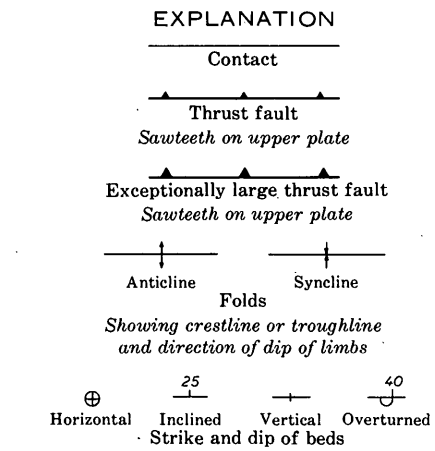 EXPLANATION
Contact
Thrust fault
Sawteeth on upper plate
Exceptionally large thrust fault
Sawteeth on upper plate
Anticline Syncline
Folds
Showing crestline or troughline
and direction of dip of limbs
25 40
Horizontal Inclined Vertical Overturned
Strike and dip of beds